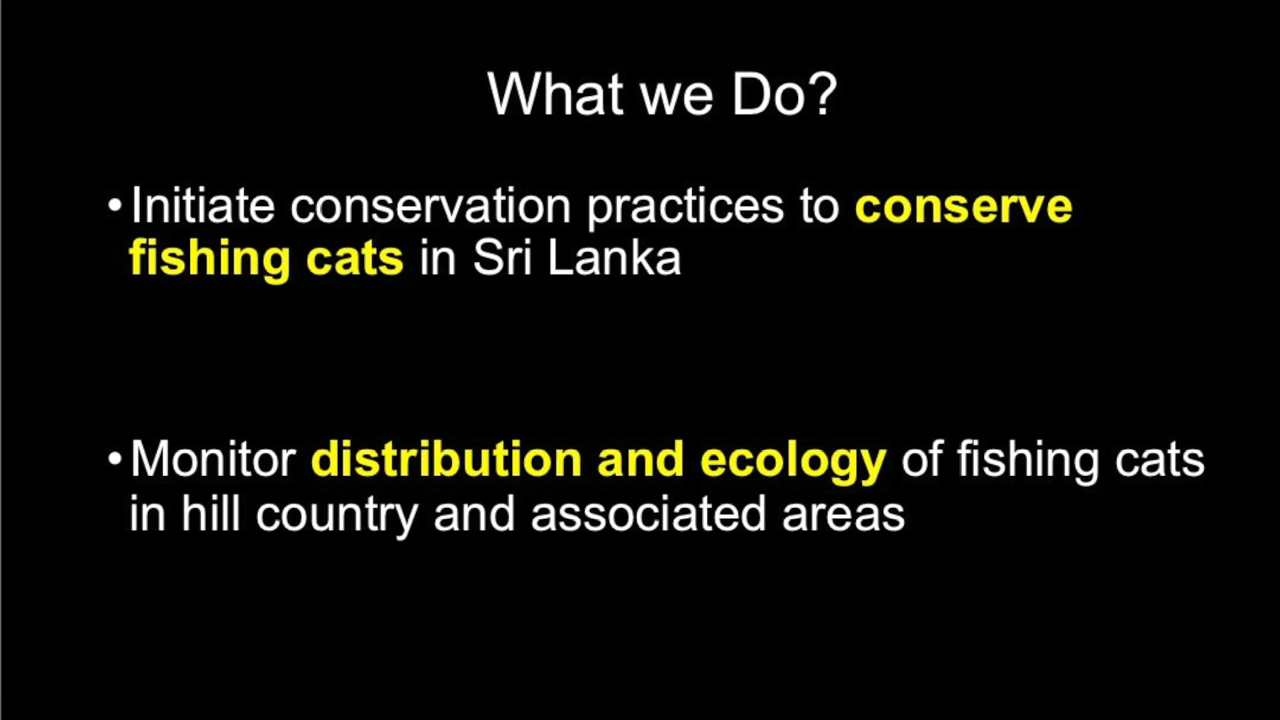 What we Do?
•Initiate conservation practices to conserve
fishing cats in Sri Lanka
•Monitor distribution and ecology of fishing cats
in hill country and associated areas